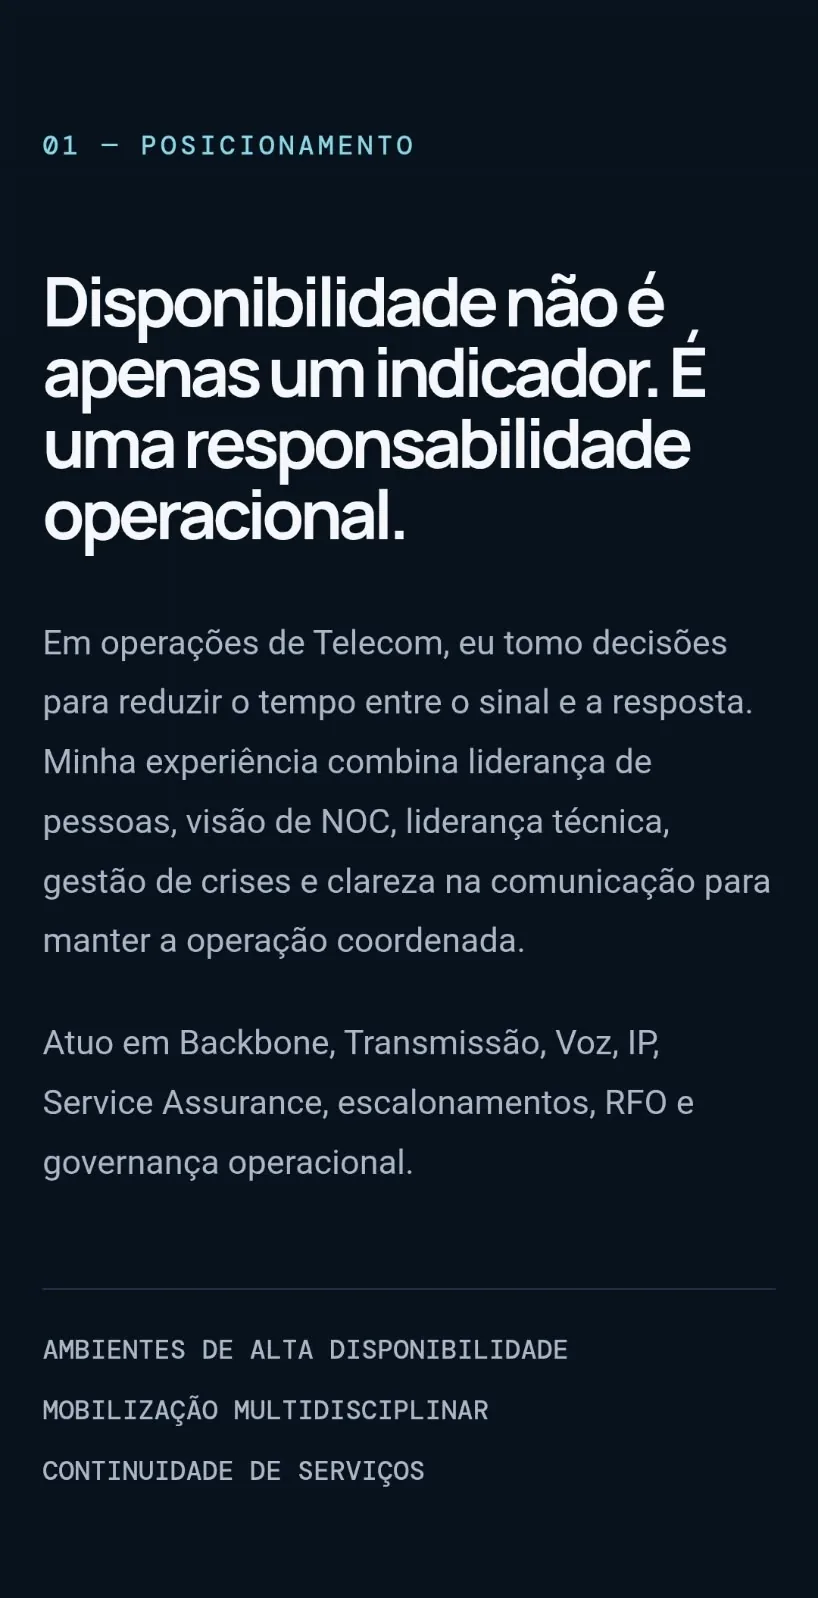 01 — POSICIONAMENTO
Disponibilidade não é
apenas um indicador. É
uma responsabilidade
operacional.
Em operações de Telecom, eu tomo decisões
para reduzir o tempo entre o sinal e a resposta.
Minha experiência combina liderança de
pessoas, visão de NOC, liderança técnica,
gestão de crises e clareza na comunicação para
manter a operação coordenada.
Atuo em Backbone, Transmissão, Voz, IP,
Service Assurance, escalonamentos, RFO e
governança operacional.
AMBIENTES DE ALTA DISPONIBILIDADE
MOBILIZAÇÃO MULTIDISCIPLINAR
CONTINUIDADE DE SERVIÇOS